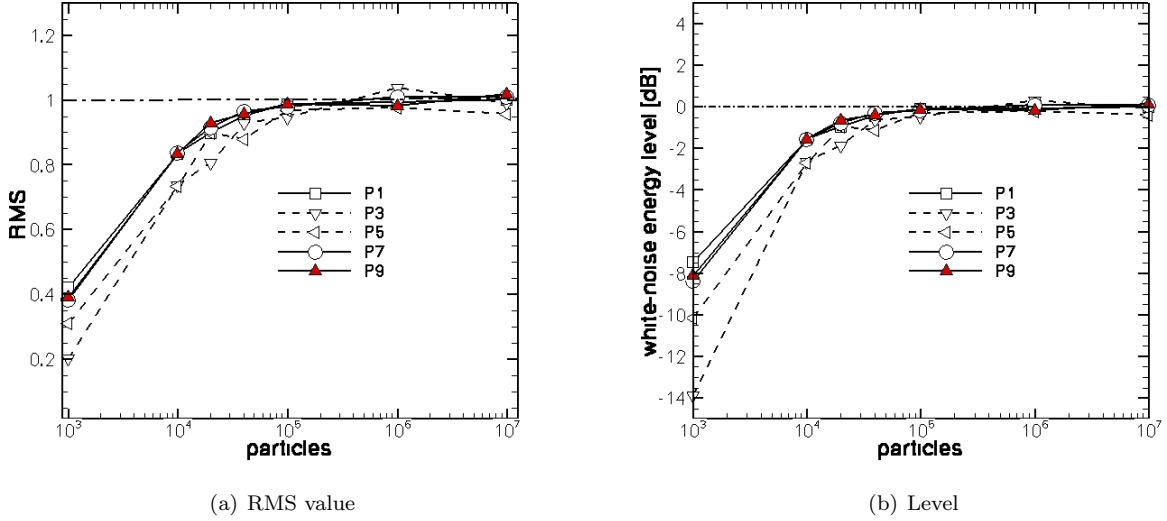 1.2
1
0.8
0.6
0.4
0.2
RMS
P1
P3
P5
P7
P9
10³ 10⁴ 10⁵ 10⁶ 10⁷
particles
(a) RMS value
4
2
0
-2
-4
-6
-8
-10
-12
-14
white-noise energy level [dB]
P1
P3
P5
P7
P9
10³ 10⁴ 10⁵ 10⁶ 10⁷
particles
(b) Level